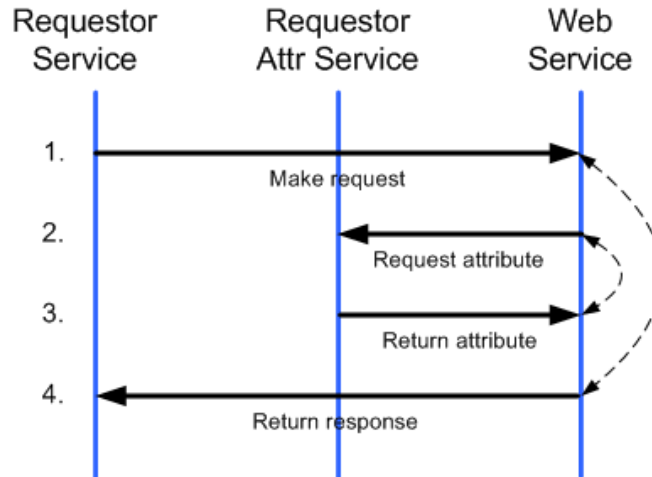 Requestor
Service
Requestor
Attr Service
Web
Service
1.
Make request
2.
Request attribute
3.
Return attribute
4.
Return response